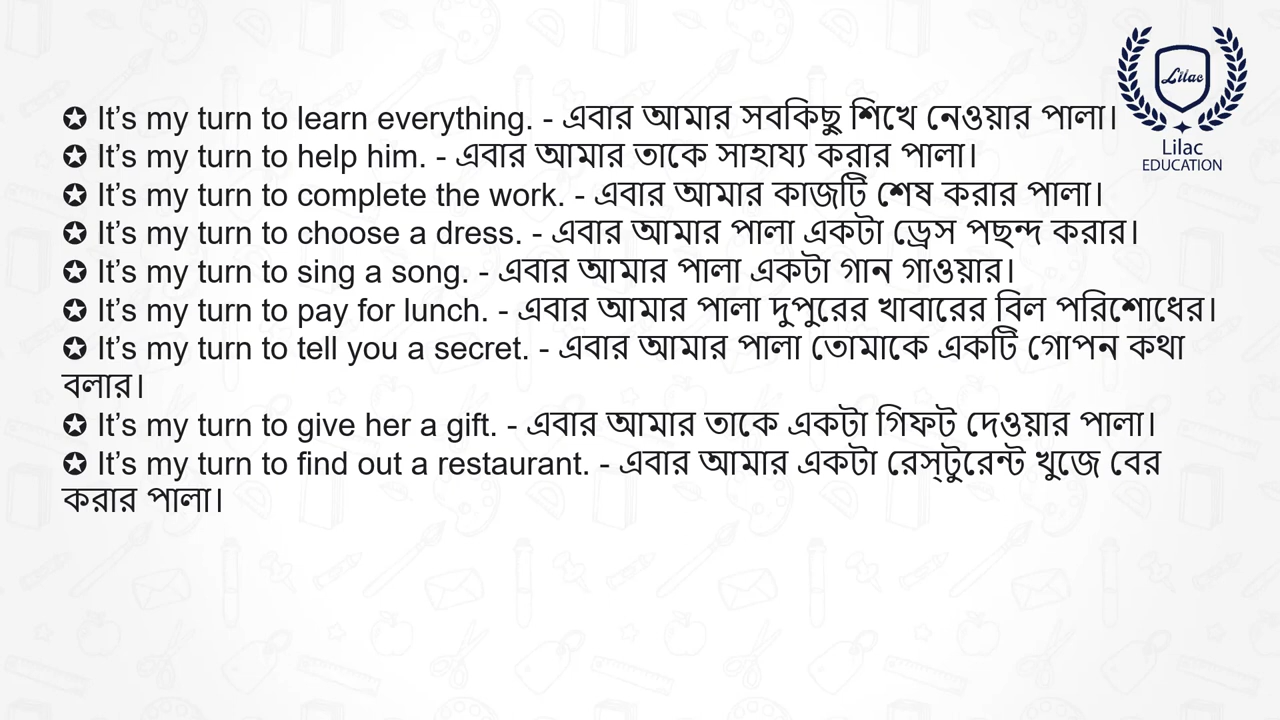 Lilac
Lilac
EDUCATION
✪ It’s my turn to learn everything. - এবার আমার সবকিছু শিখে নেওয়ার পালা।
✪ It’s my turn to help him. - এবার আমার তাকে সাহায্য করার পালা।
✪ It’s my turn to complete the work. - এবার আমার কাজটি শেষ করার পালা।
✪ It’s my turn to choose a dress. - এবার আমার পালা একটা ড্রেস পছন্দ করার।
✪ It’s my turn to sing a song. - এবার আমার পালা একটা গান গাওয়ার।
✪ It’s my turn to pay for lunch. - এবার আমার পালা দুপুরের খাবারের বিল পরিশোধের।
✪ It’s my turn to tell you a secret. - এবার আমার পালা তোমাকে একটি গোপন কথা
বলার।
✪ It’s my turn to give her a gift. - এবার আমার তাকে একটা গিফট দেওয়ার পালা।
✪ It’s my turn to find out a restaurant. - এবার আমার একটা রেস্টুরেন্ট খুজে বের
করার পালা।